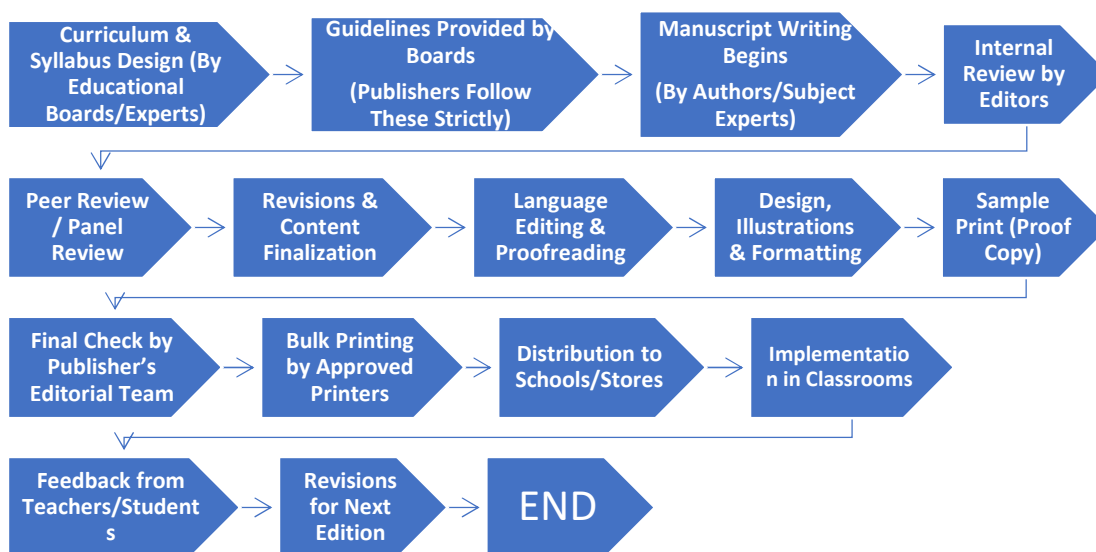 Curriculum &
Syllabus Design (By
Educational
Boards/Experts)
Guidelines Provided by
Boards
(Publishers Follow
These Strictly)
Manuscript Writing
Begins
(By Authors/Subject
Experts)
Internal
Review by
Editors
Peer Review
/ Panel
Review
Revisions &
Content
Finalization
Language
Editing &
Proofreading
Design,
Illustrations
& Formatting
Sample
Print (Proof
Copy)
Final Check by
Publisher’s
Editorial Team
Bulk Printing
by Approved
Printers
Distribution to
Schools/Stores
Implementatio
n in Classrooms
Feedback from
Teachers/Student
s
Revisions
for Next
Edition
END